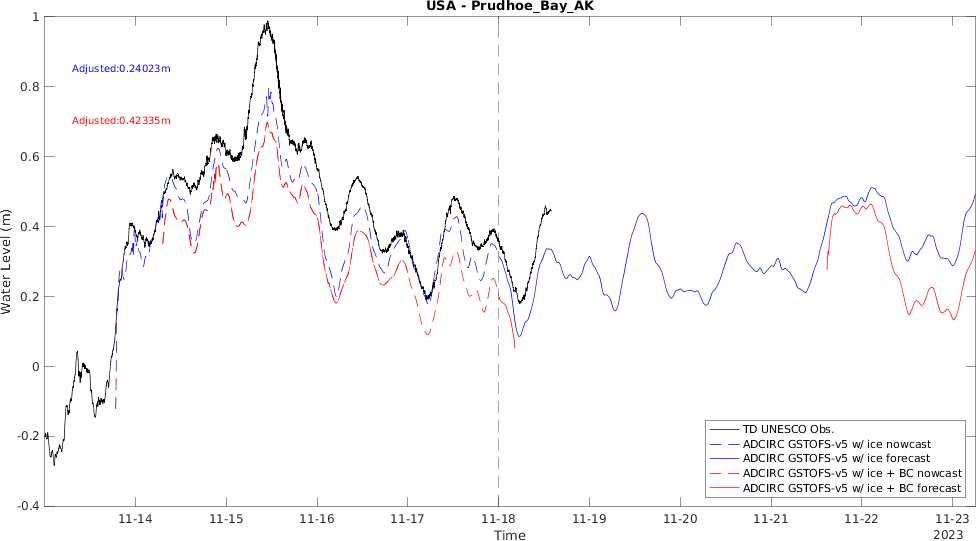 USA - Prudhoe_Bay_AK
1
0.8
0.6
0.4
0.2
0
-0.2
-0.4
Water Level (m)
Adjusted:0.24023m
Adjusted:0.42335m
TD UNESCO Obs.
ADCIRC GSTOFS-v5 w/ ice nowcast
ADCIRC GSTOFS-v5 w/ ice forecast
ADCIRC GSTOFS-v5 w/ ice + BC nowcast
ADCIRC GSTOFS-v5 w/ ice + BC forecast
11-14 11-15 11-16 11-17 11-18 11-19 11-20 11-21 11-22 11-23
Time
2023